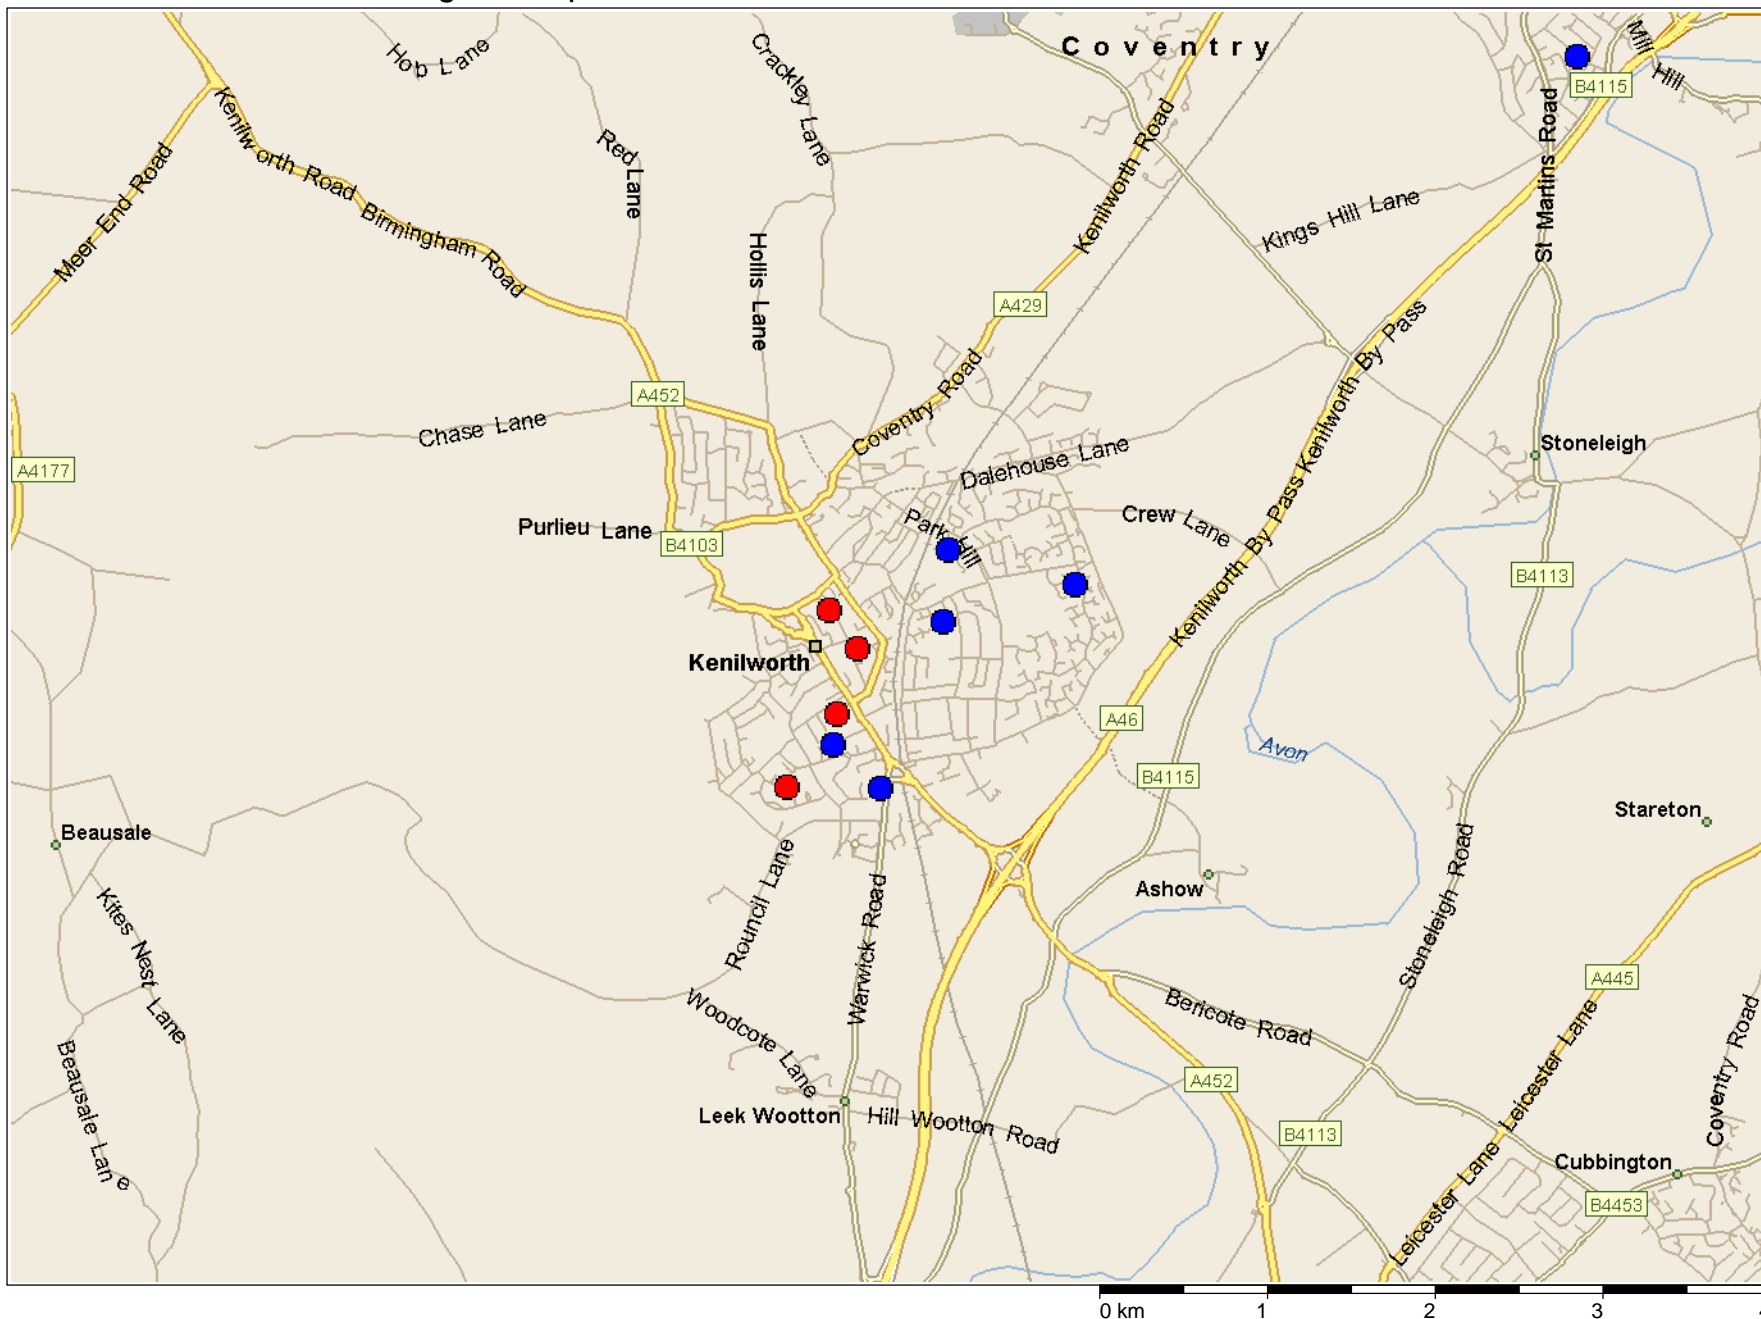 Hob Lane
Crackley Lane
Coventry
Mill Hill
B4115
Kenilworth Road
Red Lane
Kenilworth Road
St Martins Road
Meer End Road
Birmingham Road
Kings Hill Lane
Hollis Lane
A429
Kenilworth By Pass
A452
Coventry Road
Chase Lane
Stoneleigh
A4177
Dalehouse Lane
Kenilworth By Pass
Purlieu Lane
Park Hill
Crew Lane
B4103
B4113
Kenilworth
A46
Avon
B4115
Stareton
Beausale
Rouncil Lane
Ashow
Stoneleigh Road
Kites Nest Lane
Warwick Road
A445
Woodcote Lane
Bericote Road
Leicester Lane
Coventry Road
Beausale Lane
A452
Leek Wootton
Hill Wootton Road
B4113
Cubbington
Leicester Lane
B4453
0 km 1 2 3